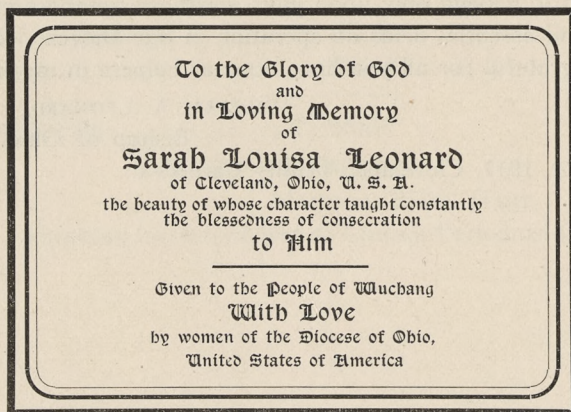 To the Glory of God
and
in Loving Memory
of
Sarah Louisa Leonard
of Cleveland, Ohio, U. S. A.
the beauty of whose character taught constantly
the blessedness of consecration
to Him
Given to the People of Wuchang
With Love
by women of the Diocese of Ohio,
United States of America